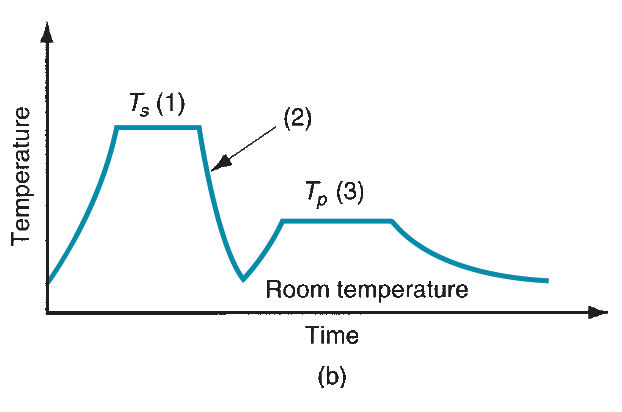 Temperature
Ts (1)
(2)
Tp (3)
Room temperature
Time
(b)